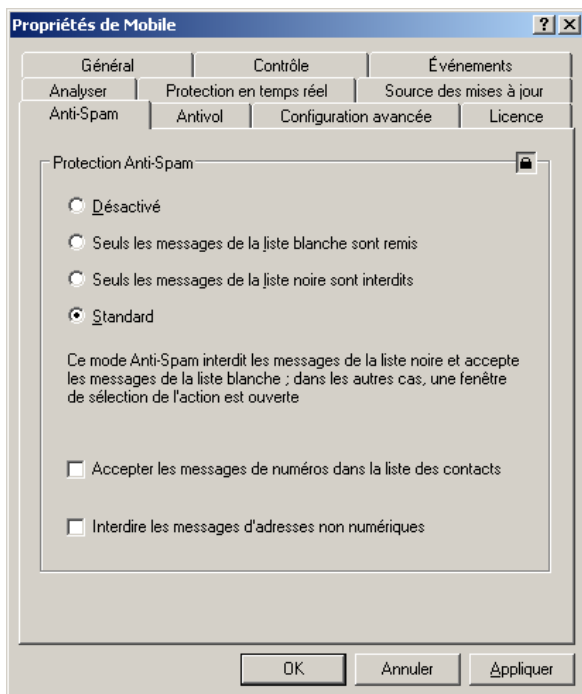 Propriétés de Mobile
Général Contrôle Événements
Analyser Protection en temps réel Source des mises à jour
Anti-Spam Antivol Configuration avancée Licence
Protection Anti-Spam
Désactivé
Seuls les messages de la liste blanche sont remis
Seuls les messages de la liste noire sont interdits
Standard
Ce mode Anti-Spam interdit les messages de la liste noire et accepte
les messages de la liste blanche ; dans les autres cas, une fenêtre
de sélection de l'action est ouverte
Accepter les messages de numéros dans la liste des contacts
Interdire les messages d'adresses non numériques
OK Annuler Appliquer